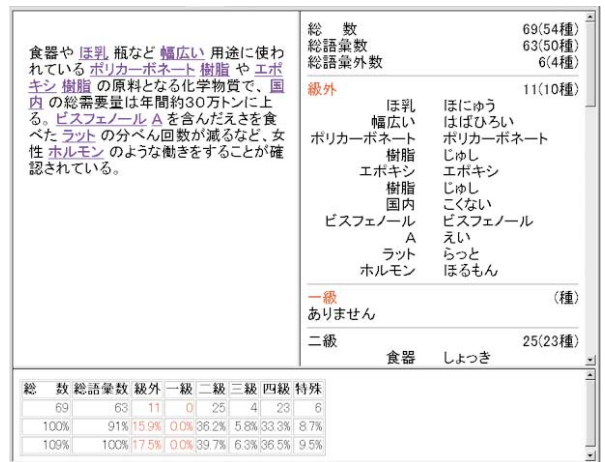 食器や ほ乳 瓶など 幅広い 用途に使わ
れている ポリカーボネート 樹脂 や エポ
キシ 樹脂 の原料となる化学物質で、 国
内 の総需要量は年間約30万トンに上
る。 ビスフェノール A を含んだえさを食
べた ラット の分べん回数が減るなど、女
性 ホルモン のような働きをすることが確
認されている。
総 数 69(54種)
総語彙数 63(50種)
総語彙外数 6(4種)
級外 11(10種)
ほ乳 ほにゅう
幅広い はばひろい
ポリカーボネート ポリカーボネート
樹脂 じゅし
エポキシ エポキシ
樹脂 じゅし
国内 こくない
ビスフェノール ビスフェノール
A えい
ラット らっと
ホルモン ほるもん
一級 (種)
ありません
二級 25(23種)
食器 しょっき
総 数 総語彙数 級外 一級 二級 三級 四級 特殊
69 63 11 0 25 4 23 6
100% 91% 15.9% 0.0% 36.2% 5.8% 33.3% 8.7%
109% 100% 17.5% 0.0% 39.7% 6.3% 36.5% 9.5%